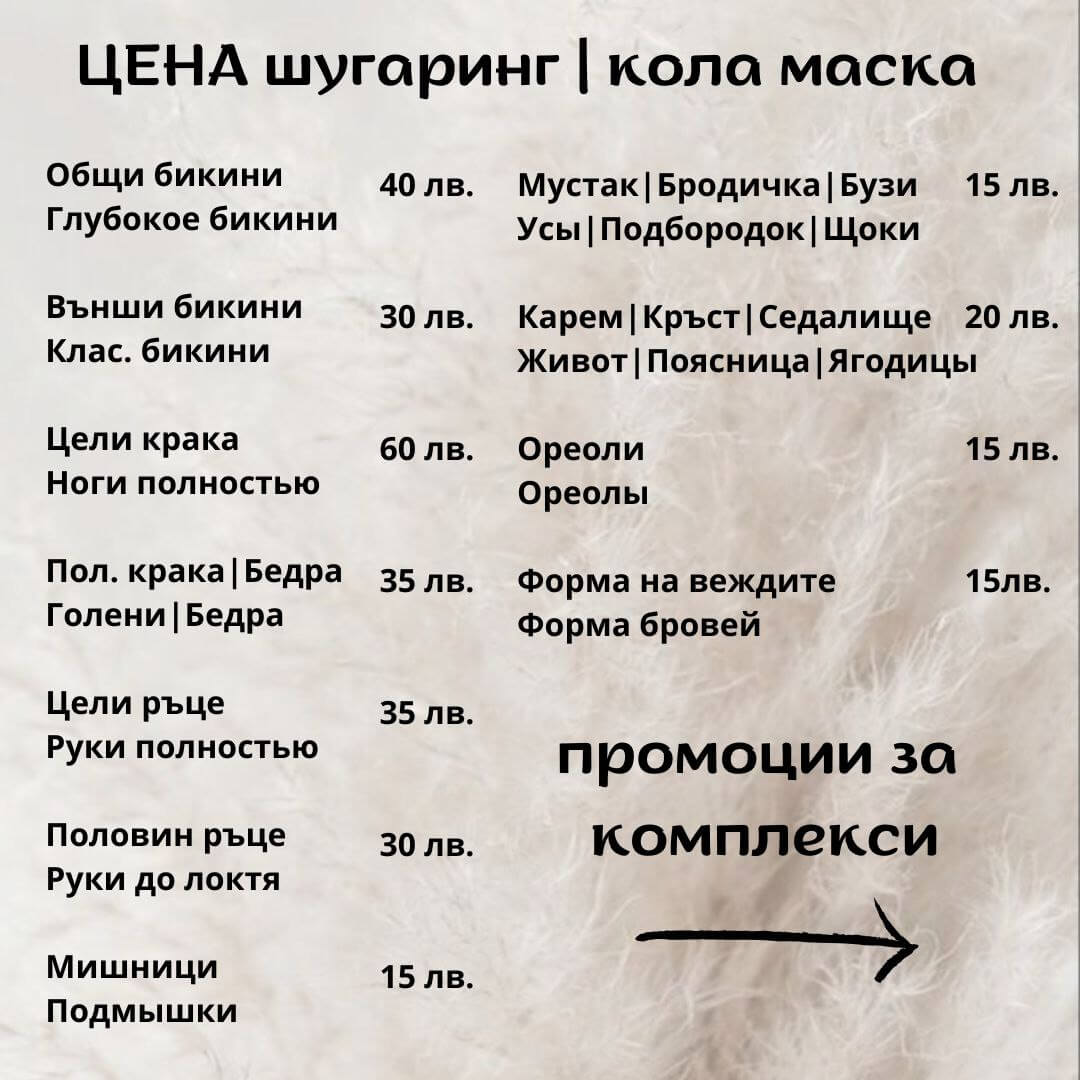 ЦЕНА шугаринг | кола маска
Общи бикини 40 лв.
Глубокое бикини
Външи бикини 30 лв.
Клас. бикини
Цели крака 60 лв.
Ноги полностью
Пол. крака|Бедра 35 лв.
Голени|Бедра
Цели ръце 35 лв.
Руки полностью
Половин ръце 30 лв.
Руки до локтя
Мишници 15 лв.
Подмышки
Мустак|Бродичка|Бузи 15 лв.
Усы|Подбородок|Щоки
Карем|Кръст|Седалище 20 лв.
Живот|Поясница|Ягодицы
Ореоли 15 лв.
Ореолы
Форма на веждите 15лв.
Форма бровей
промоции за
комплекси